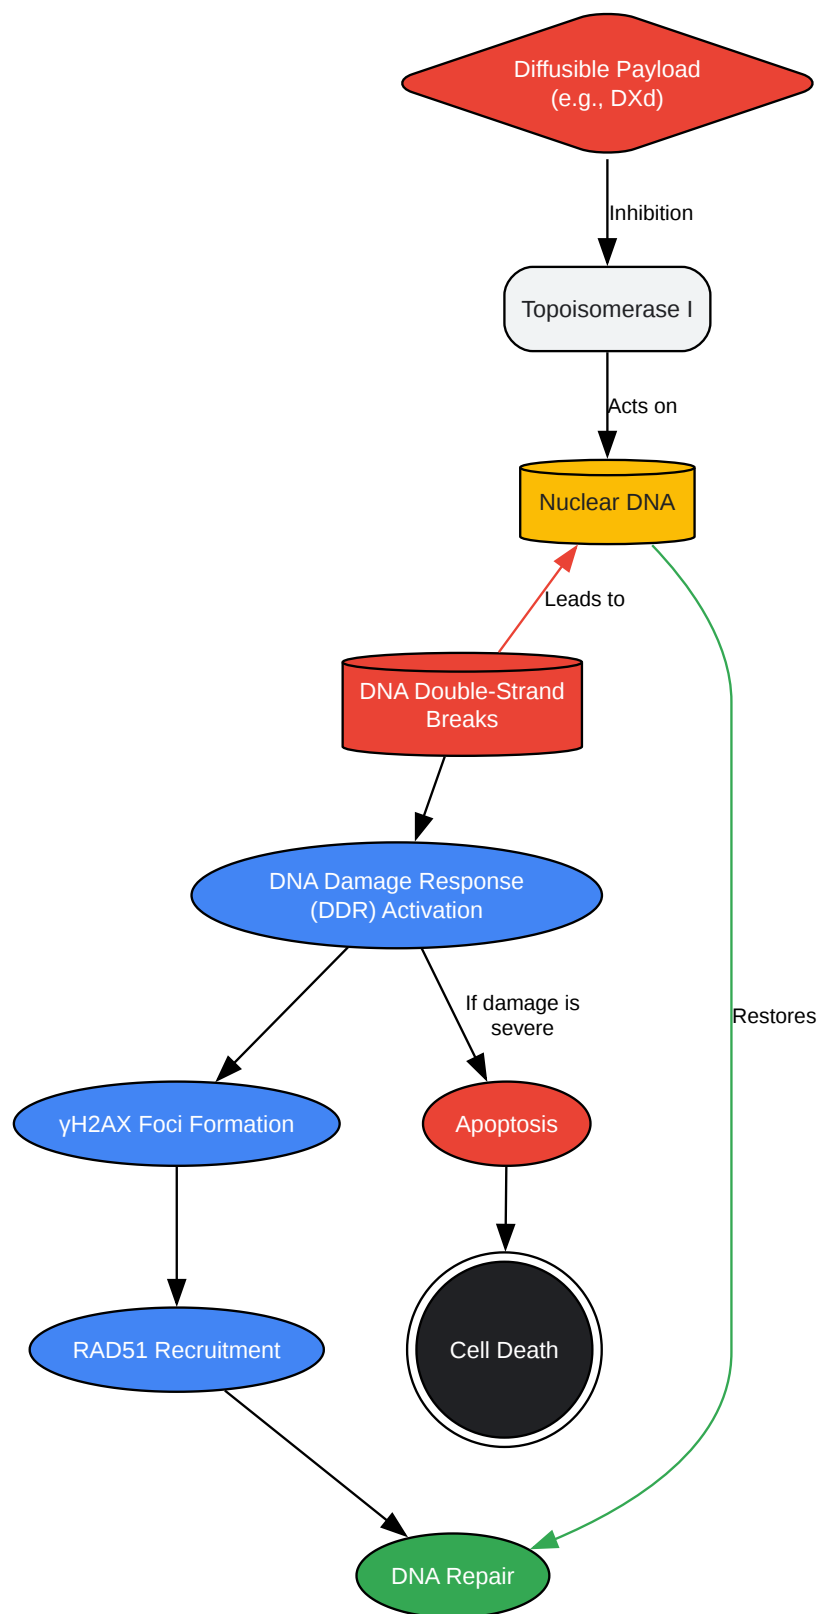 Diffusible Payload
(e.g., DXd)
Inhibition
Topoisomerase I
Acts on
Nuclear DNA
Leads to
DNA Double-Strand
Breaks
DNA Damage Response
(DDR) Activation
If damage is
severe
Restores
γH2AX Foci Formation
Apoptosis
RAD51 Recruitment
Cell Death
DNA Repair